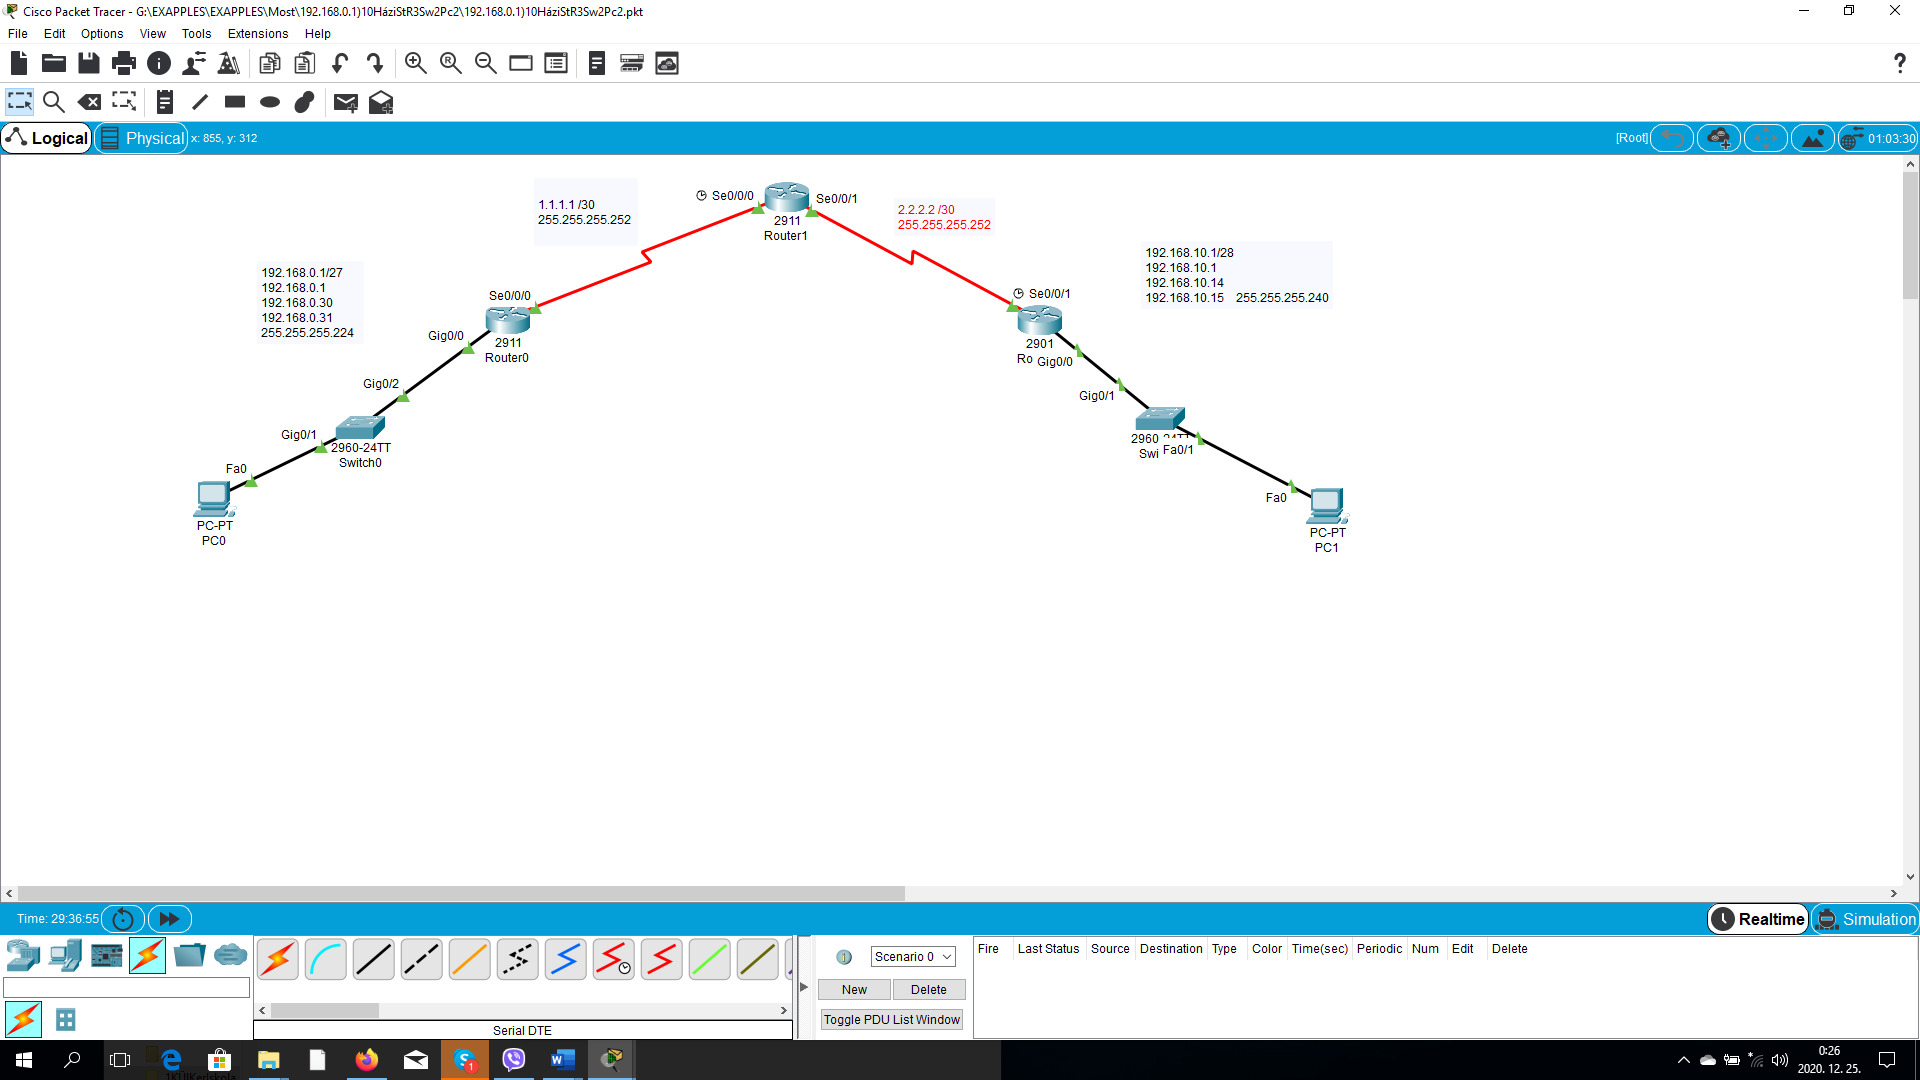 Cisco Packet Tracer - G:\EXAPPLES\EXAPPLES\Most\192.168.0.1)10HáziStR3Sw2Pc2\192.168.0.1)10HáziStR3Sw2Pc2.pkt
File Edit Options View Tools Extensions Help
Logical Physical x: 855, y: 312 [Root] 01:03:30
1.1.1.1 /30
255.255.255.252
Se0/0/0
Se0/0/1
2911
Router1
2.2.2.2 /30
255.255.255.252
192.168.10.1/28
192.168.10.1
192.168.10.14
192.168.10.15 255.255.255.240
192.168.0.1/27
192.168.0.1
192.168.0.30
192.168.0.31
255.255.255.224
Se0/0/0
Gig0/0
2911
Router0
Se0/0/1
2901
Ro Gig0/0
Gig0/2
Gig0/1
2960-24TT
Switch0
Gig0/1
2960
Swi Fa0/1
Fa0
PC-PT
PC0
Fa0
PC-PT
PC1
Time: 29:36:55 Realtime Simulation
Scenario 0
New Delete
Toggle PDU List Window
Fire Last Status Source Destination Type Color Time(sec) Periodic Num Edit Delete
Serial DTE
0:26
2020. 12. 25.